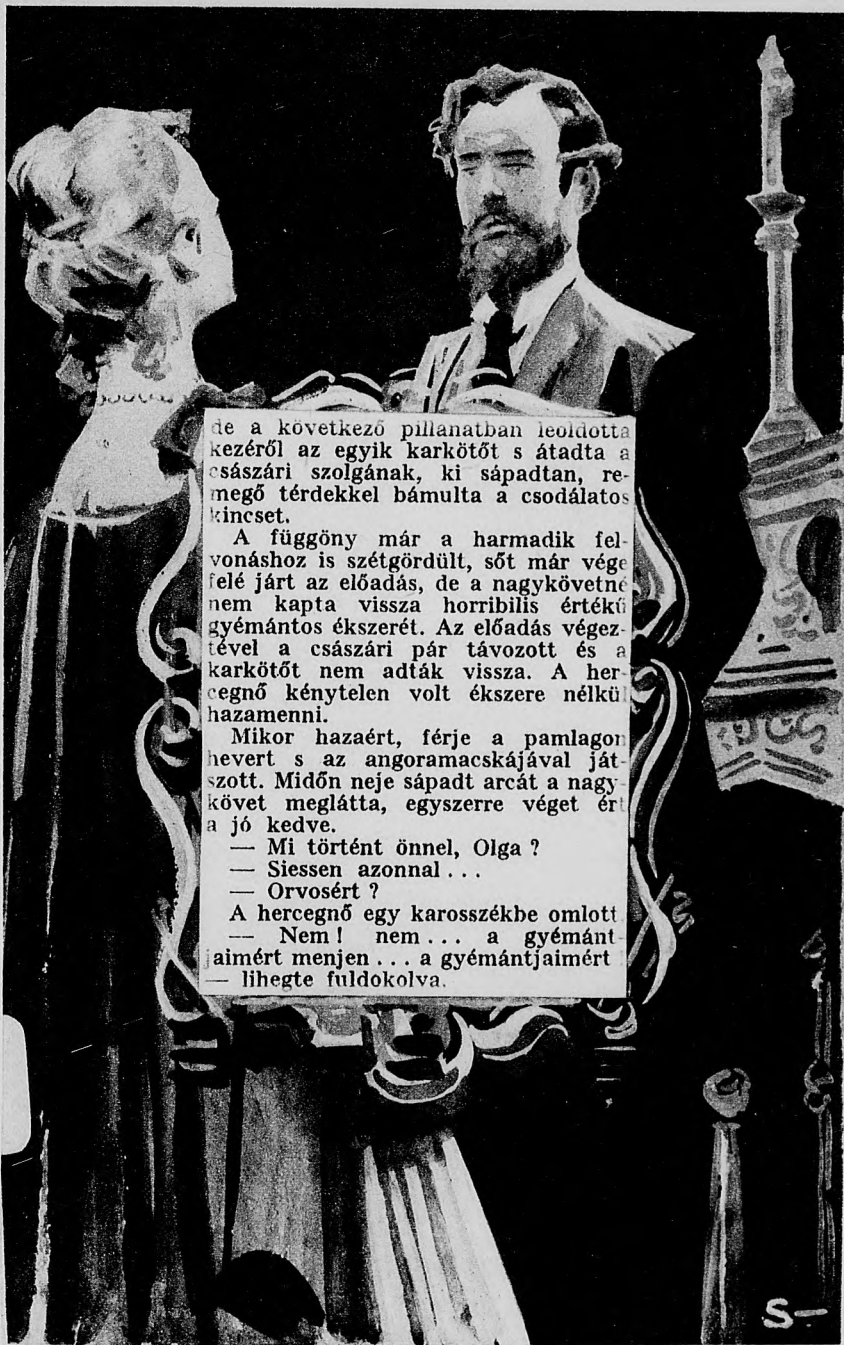 de a következő pillanatban leoldotta
kezéről az egyik karkötőt s átadta a
császári szolgának, ki sápadtan, re-
megő térdekkel bámulta a csodálatos
kincset.
A függöny már a harmadik fel-
vonáshoz is szétgördült, sőt már vége
felé járt az előadás, de a nagykövetné
nem kapta vissza horribilis értékű
gyémántos ékszerét. Az előadás végez-
tével a császári pár távozott és a
karkötőt nem adták vissza. A her-
cegnő kénytelen volt ékszere nélkül
hazamenni.
Mikor hazaért, férje a pamlagon
hevert s az angoramacskájával ját-
szott. Midőn neje sápadt arcát a nagy-
követ meglátta, egyszerre véget ért
a jó kedve.
— Mi történt önnel, Olga ?
— Siessen azonnal . . .
— Orvosért ?
A hercegnő egy karosszékbe omlott
— Nem ! nem . . . a gyémánt-
jaimért menjen . . . a gyémántjaimért
— lihegte fuldokolva.
S—